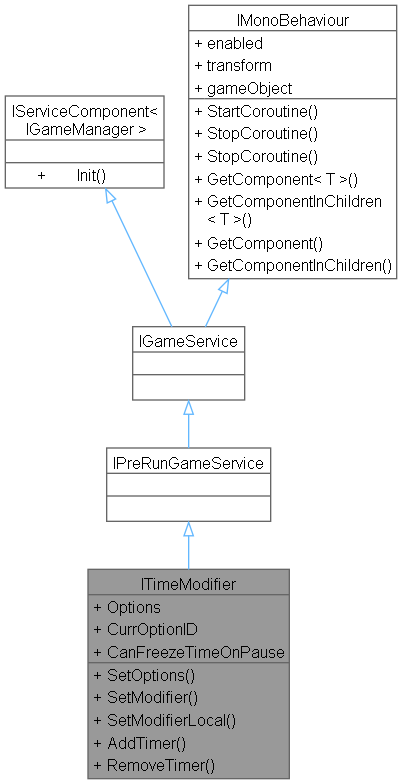 IMonoBehaviour
+ enabled
+ transform
+ gameObject
+ StartCoroutine()
+ StopCoroutine()
+ StopCoroutine()
+ GetComponent< T >()
+ GetComponentInChildren
< T >()
+ GetComponent()
+ GetComponentInChildren()
IServiceComponent<
IGameManager >
+ Init()
IGameService
IPreRunGameService
ITimeModifier
+ Options
+ CurrOptionID
+ CanFreezeTimeOnPause
+ SetOptions()
+ SetModifier()
+ SetModifierLocal()
+ AddTimer()
+ RemoveTimer()